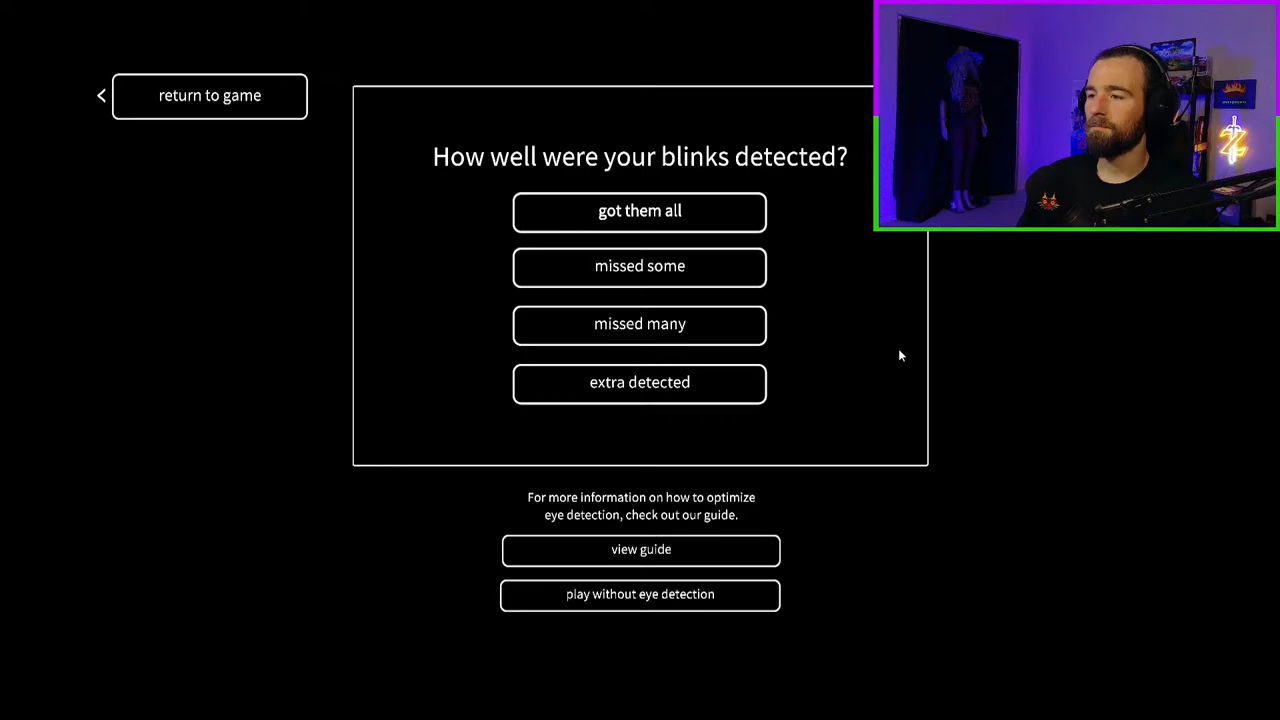 return to game
How well were your blinks detected?
got them all
missed some
missed many
extra detected
For more information on how to optimize
eye detection, check out our guide.
view guide
play without eye detection